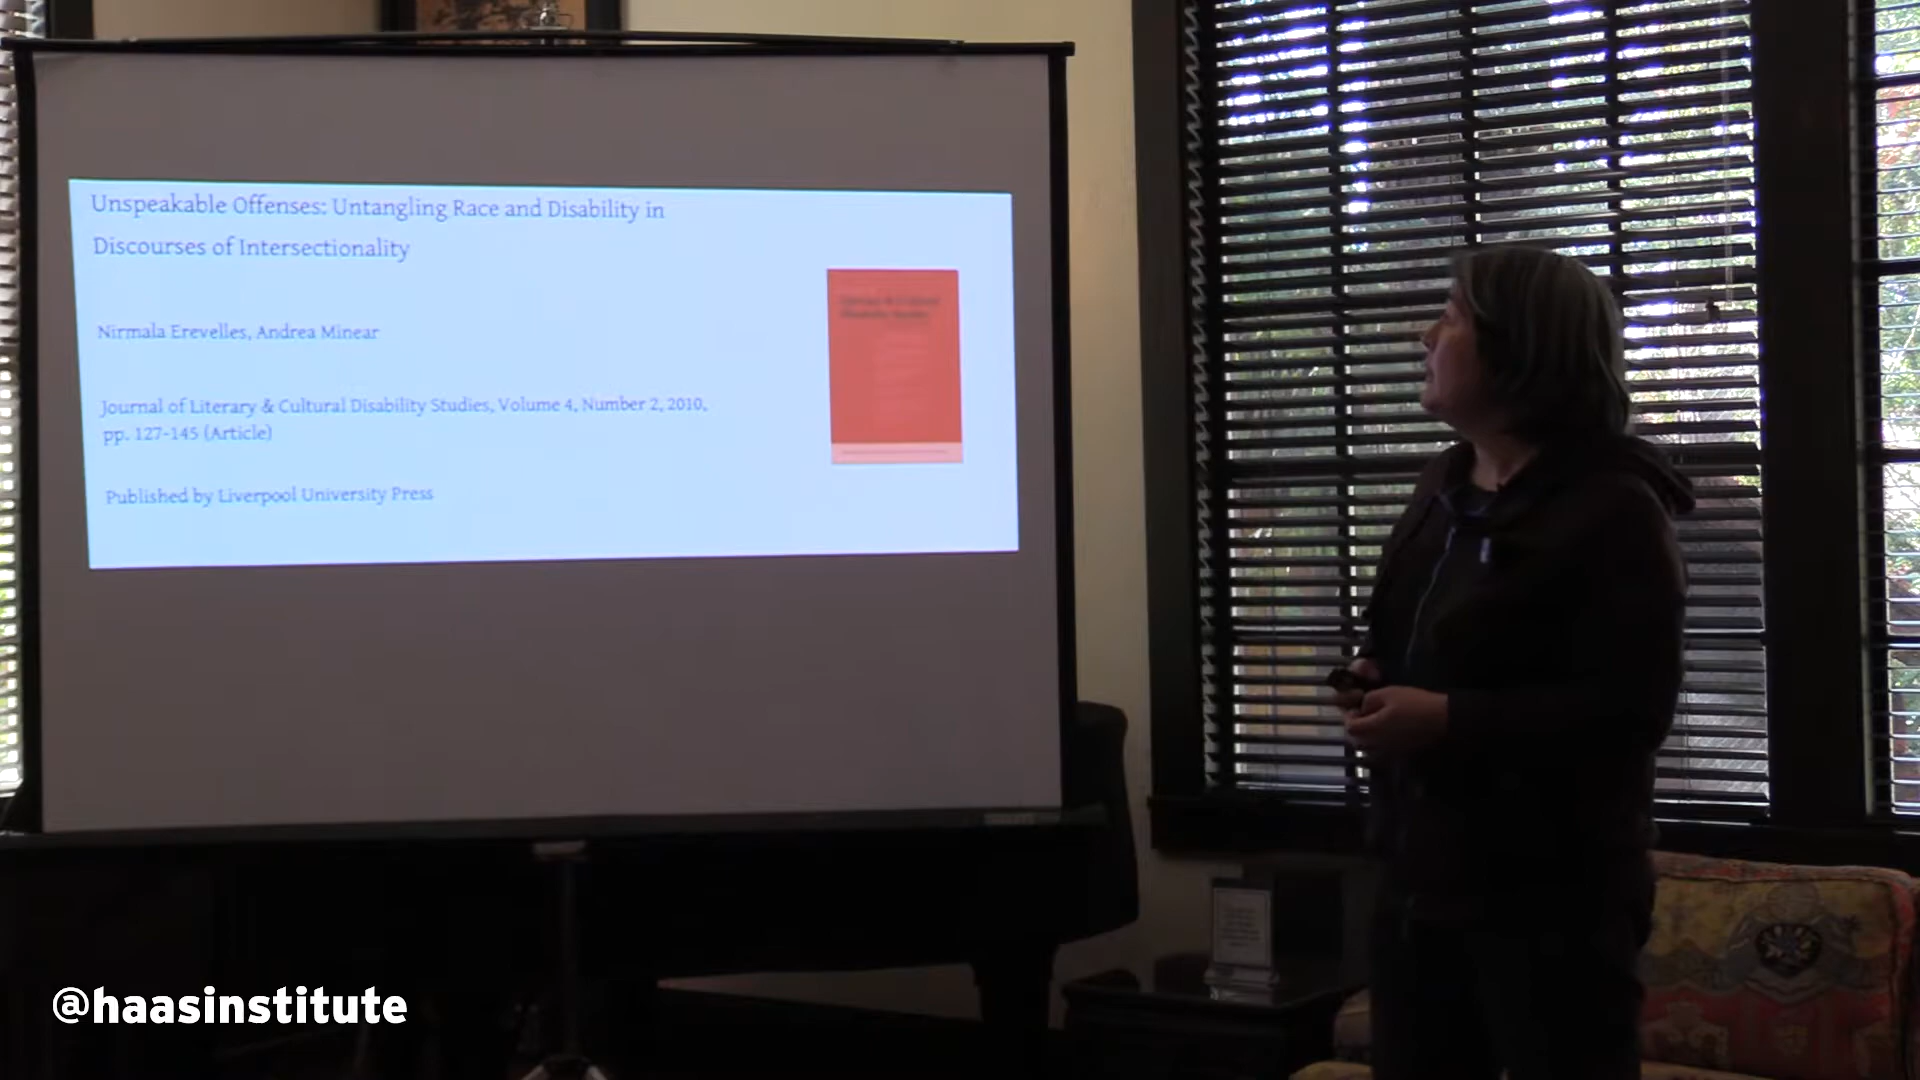 Unspeakable Offenses: Untangling Race and Disability in
Discourses of Intersectionality
Nirmala Erevelles, Andrea Minear
Journal of Literary & Cultural Disability Studies, Volume 4, Number 2, 2010,
pp. 127-145 (Article)
Published by Liverpool University Press
@haasinstitute